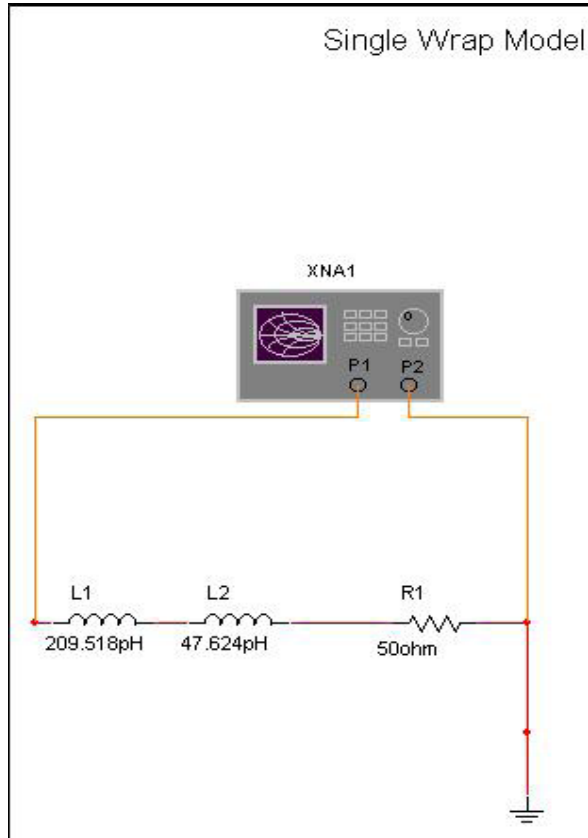 Single Wrap Model
XNA1
P1 P2
L1 L2 R1
209.518pH 47.624pH 50ohm